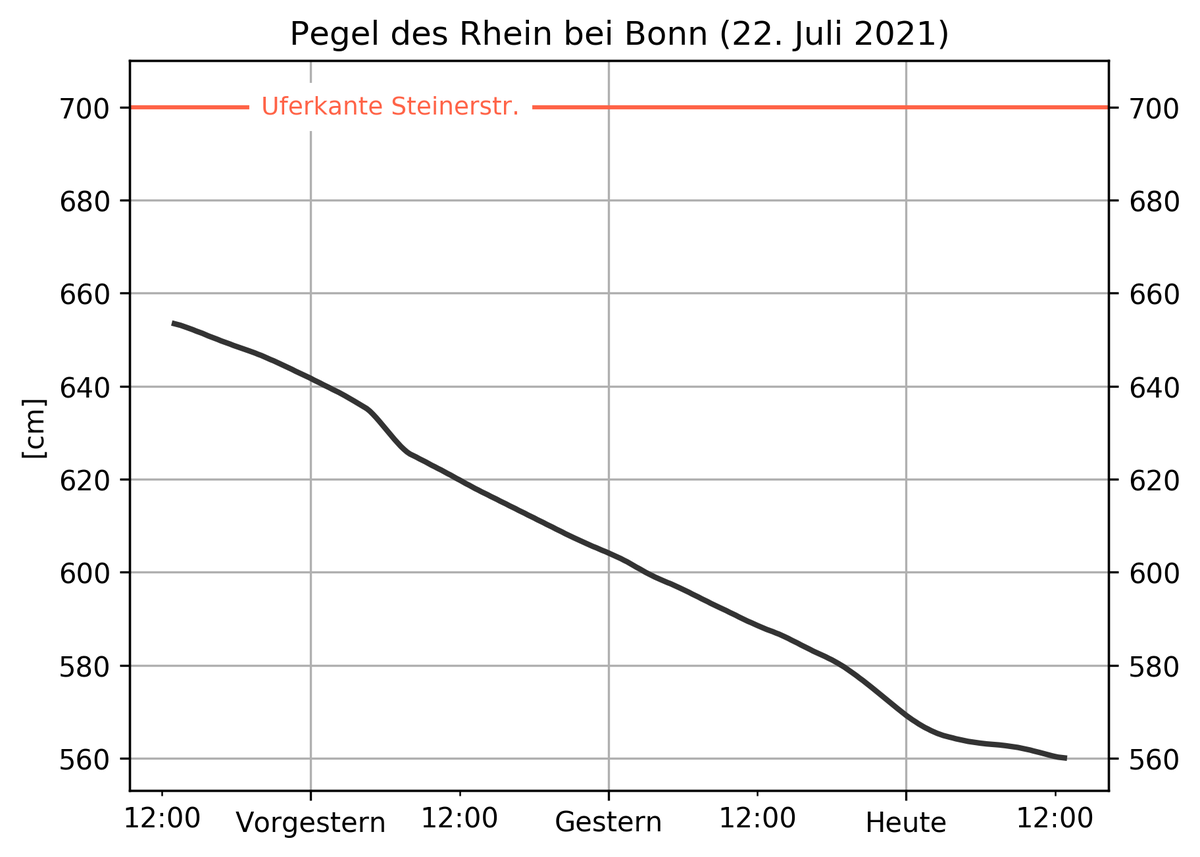 Pegel des Rhein bei Bonn (22. Juli 2021)
700 Uferkante Steinerstr. 700
680 680
660 660
640 640
[cm]
620 620
600 600
580 580
560 560
12:00 Vorgestern 12:00 Gestern 12:00 Heute 12:00